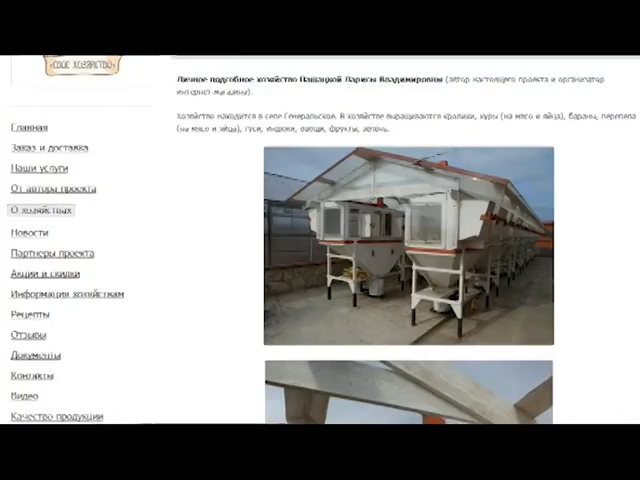 «СВОЕ ХОЗЯЙСТВО»
Личное подсобное хозяйство Пащацкой Ларисы Владимировны (автор настоящего проекта и организатор
интернет-магазина).
Хозяйство находится в селе Генеральское. В хозяйстве выращиваются кролики, куры (на мясо и яйца), бараны, перепела
(на мясо и яйца), гуси, индюки, овощи, фрукты, зелень.
Главная
Заказ и доставка
Наши услуги
От автора проекта
О хозяйствах
Новости
Партнеры проекта
Акции и скидки
Информация хозяйствам
Рецепты
Отзывы
Документы
Контакты
Видео
Качество продукции